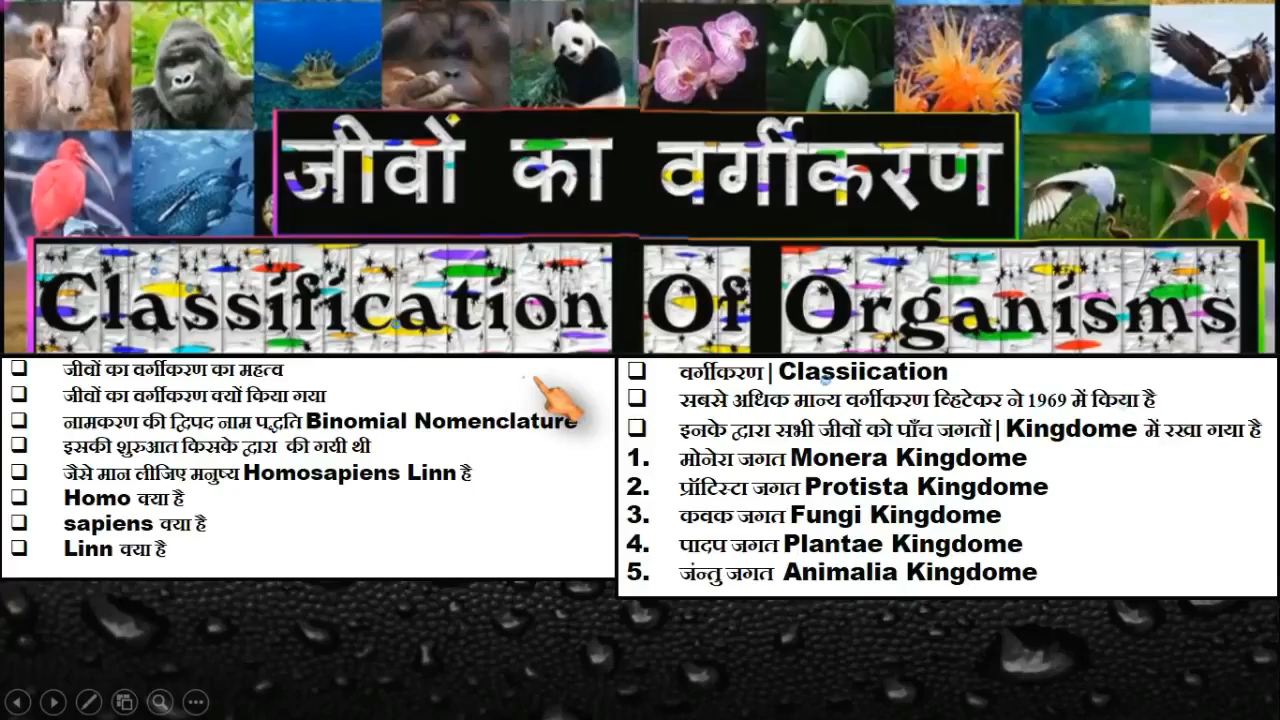 जीवों का वर्गीकरण
Classification Of Organisms
❑ जीवों का वर्गीकरण का महत्व
❑ जीवों का वर्गीकरण क्यों किया गया
❑ नामकरण की द्विपद नाम पद्धति Binomial Nomenclature
❑ इसकी शुरुआत किसके द्वारा की गयी थी
❑ जैसे मान लीजिए मनुष्य Homosapiens Linn है
❑ Homo क्या है
❑ sapiens क्या है
❑ Linn क्या है
❑ वर्गीकरण | Classiication
❑ सबसे अधिक मान्य वर्गीकरण व्हिटेकर ने 1969 में किया है
❑ इनके द्वारा सभी जीवों को पाँच जगतों | Kingdome में रखा गया है
1. मोनेरा जगत Monera Kingdome
2. प्रॉटिस्टा जगत Protista Kingdome
3. कवक जगत Fungi Kingdome
4. पादप जगत Plantae Kingdome
5. जंन्तु जगत Animalia Kingdome